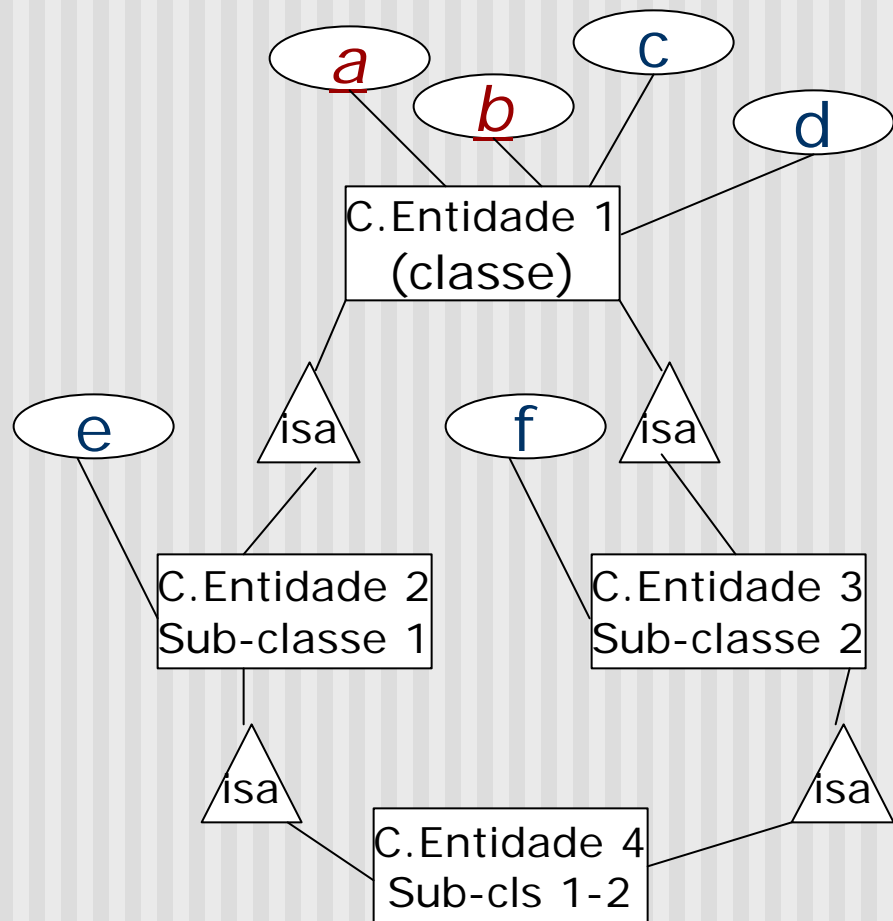 a
b
c
d
C.Entidade 1
(classe)
isa
isa
e
f
C.Entidade 2
Sub-classe 1
C.Entidade 3
Sub-classe 2
isa
isa
C.Entidade 4
Sub-cls 1-2